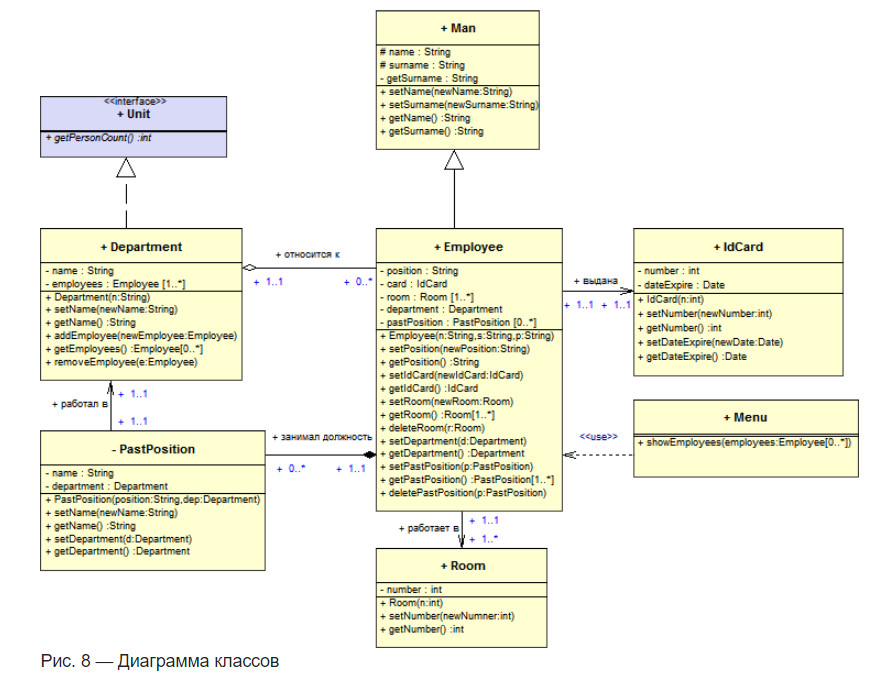 + Man
# name : String
# surname : String
- getSurname : String
+ setName(newName:String)
+ setSurname(newSurname:String)
+ getName() :String
+ getSurname() :String
<<interface>>
+ Unit
+ getPersonCount() :int
+ Department
- name : String
- employees : Employee [1..*]
+ Department(n:String)
+ setName(newName:String)
+ getName() :String
+ addEmployee(newEmployee:Employee)
+ getEmployees() :Employee[0..*]
+ removeEmployee(e:Employee)
+ относится к
+ 1..1
+ 0..*
+ Employee
- position : String
- card : IdCard
- room : Room [1..*]
- department : Department
- pastPosition : PastPosition [0..*]
+ Employee(n:String,s:String,p:String)
+ setPosition(newPosition:String)
+ getPosition() :String
+ setIdCard(newIdCard:IdCard)
+ getIdCard() :IdCard
+ setRoom(newRoom:Room)
+ getRoom() :Room[1..*]
+ deleteRoom(r:Room)
+ setDepartment(d:Department)
+ getDepartment() :Department
+ setPastPosition(p:PastPosition)
+ getPastPosition() :PastPosition[1..*]
+ deletePastPosition(p:PastPosition)
+ выдана
+ 1..1 + 1..1
+ IdCard
- number : int
- dateExpire : Date
+ IdCard(n:int)
+ setNumber(newNumber:int)
+ getNumber() :int
+ setDateExpire(newDate:Date)
+ getDateExpire() :Date
+ 1..1
+ работал в
+ 1..1
- PastPosition
- name : String
- department : Department
+ PastPosition(position:String,dep:Department)
+ setName(newName:String)
+ getName() :String
+ setDepartment(d:Department)
+ getDepartment() :Department
+ занимал должность
+ 0..*
+ 1..1
<<use>>
+ Menu
+ showEmployees(employees:Employee[0..*])
+ 1..1
+ работает в
+ 1..*
+ Room
- number : int
+ Room(n:int)
+ setNumber(newNumner:int)
+ getNumber() :int
Рис. 8 — Диаграмма классов